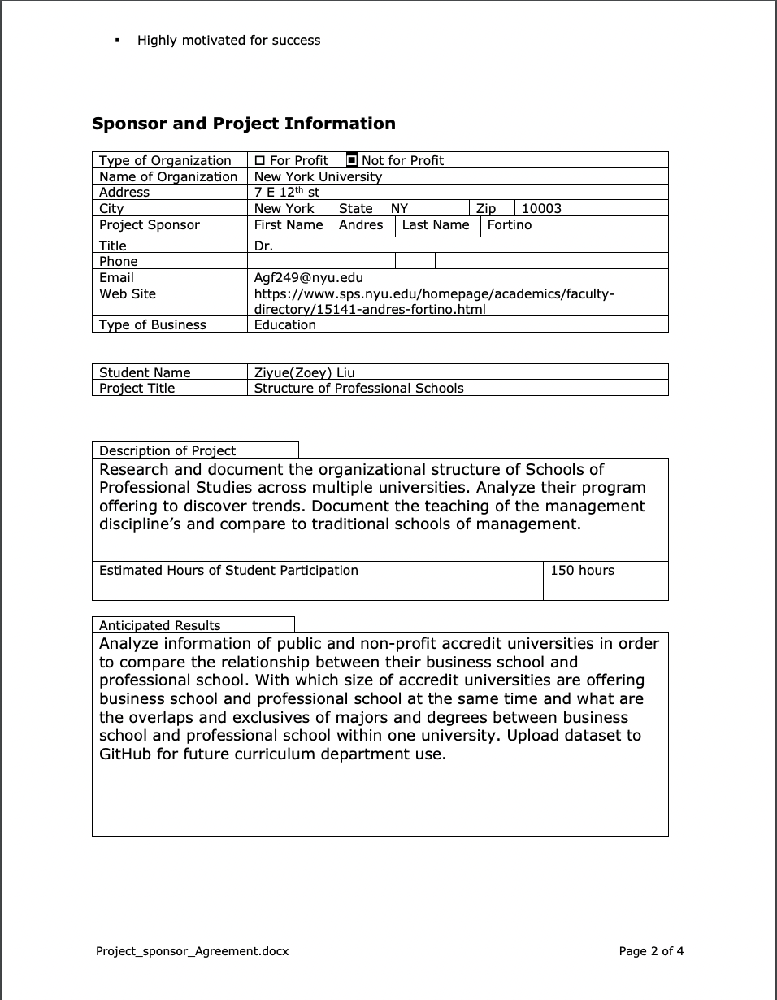 ▪ Highly motivated for success
Sponsor and Project Information
Type of Organization ☐ For Profit ▣ Not for Profit
Name of Organization New York University
Address 7 E 12th st
City New York State NY Zip 10003
Project Sponsor First Name Andres Last Name Fortino
Title Dr.
Phone
Email Agf249@nyu.edu
Web Site https://www.sps.nyu.edu/homepage/academics/faculty-
directory/15141-andres-fortino.html
Type of Business Education
Student Name Ziyue(Zoey) Liu
Project Title Structure of Professional Schools
Description of Project
Research and document the organizational structure of Schools of
Professional Studies across multiple universities. Analyze their program
offering to discover trends. Document the teaching of the management
discipline’s and compare to traditional schools of management.
Estimated Hours of Student Participation 150 hours
Anticipated Results
Analyze information of public and non-profit accredit universities in order
to compare the relationship between their business school and
professional school. With which size of accredit universities are offering
business school and professional school at the same time and what are
the overlaps and exclusives of majors and degrees between business
school and professional school within one university. Upload dataset to
GitHub for future curriculum department use.
Project_sponsor_Agreement.docx Page 2 of 4